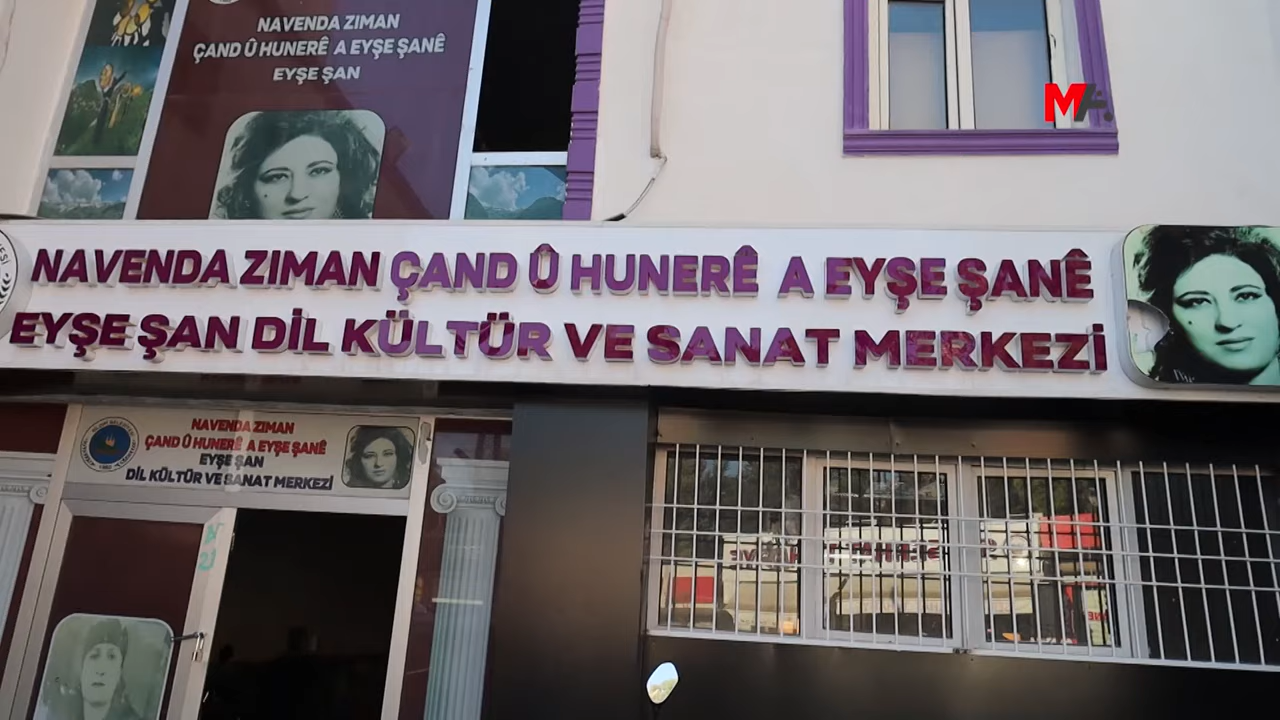 NAVENDA ZIMAN
ÇAND Û HUNERÊ A EYŞE ŞANÊ
EYŞE ŞAN
MA
NAVENDA ZIMAN ÇAND Û HUNERÊ A EYŞE ŞANÊ
EYŞE ŞAN DİL KÜLTÜR VE SANAT MERKEZİ
NAVENDA ZIMAN
ÇAND Û HUNERÊ A EYŞE ŞANÊ
EYŞE ŞAN
DİL KÜLTÜR VE SANAT MERKEZİ